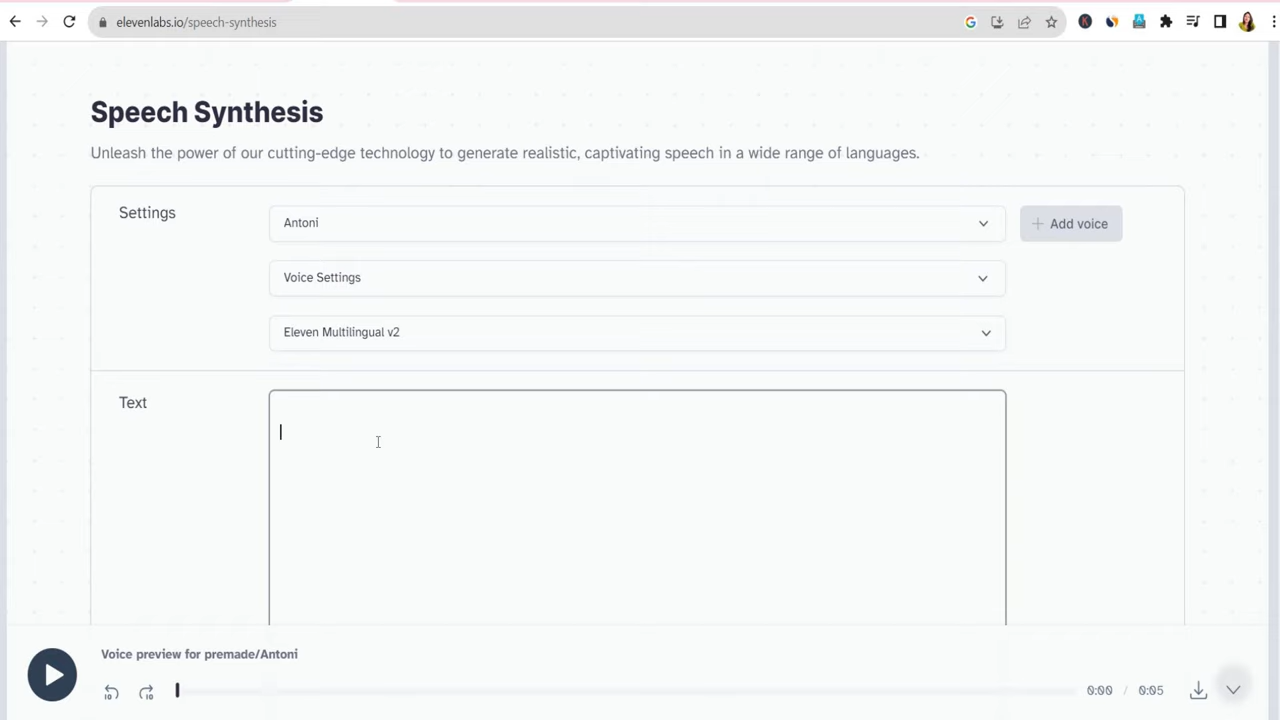 elevenlabs.io/speech-synthesis
Speech Synthesis
Unleash the power of our cutting-edge technology to generate realistic, captivating speech in a wide range of languages.
Settings
Antoni
+ Add voice
Voice Settings
Eleven Multilingual v2
Text
Voice preview for premade/Antoni
10
10
0:00 / 0:05